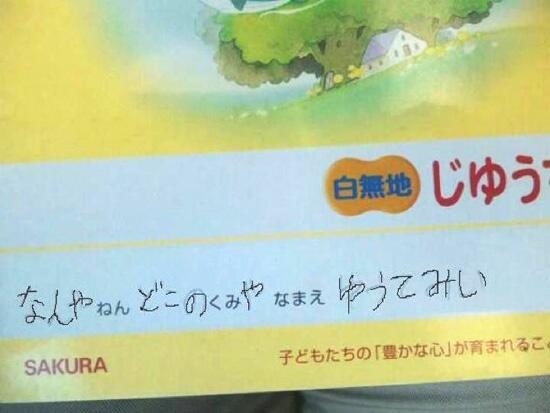 白無地 じゆう
なんやねん どこのくみや なまえ ゆうてみい
SAKURA 子どもたちの「豊かな心」が育まれるこ